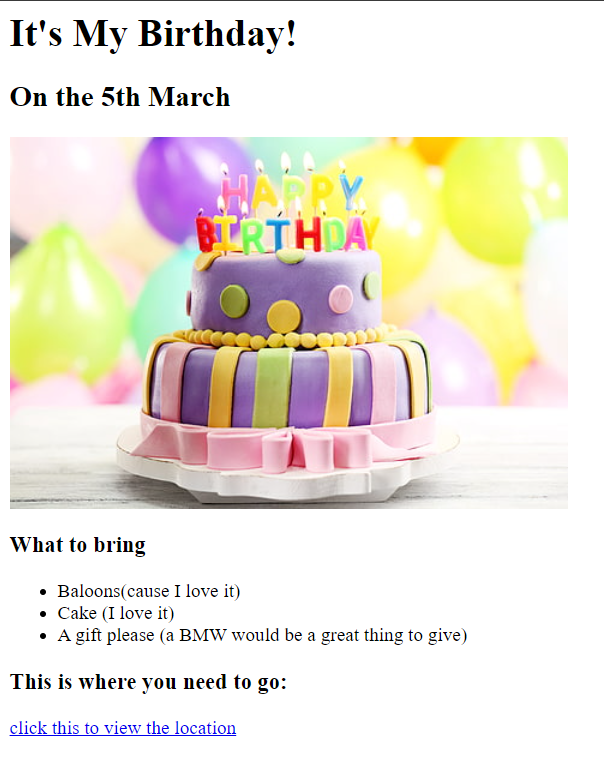 It's My Birthday!
On the 5th March
HAPPY
BIRTHDAY
What to bring
Baloons(cause I love it)
Cake (I love it)
A gift please (a BMW would be a great thing to give)
This is where you need to go:
click this to view the location